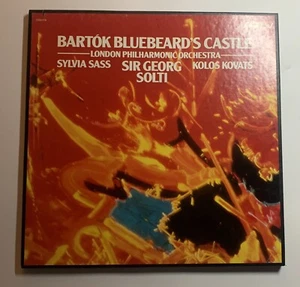 BARTÓK BLUEBEARD'S CASTLE
LONDON PHILHARMONIC ORCHESTRA
SYLVIA SASS SIR GEORG KOLOS KOVATS
SOLTI